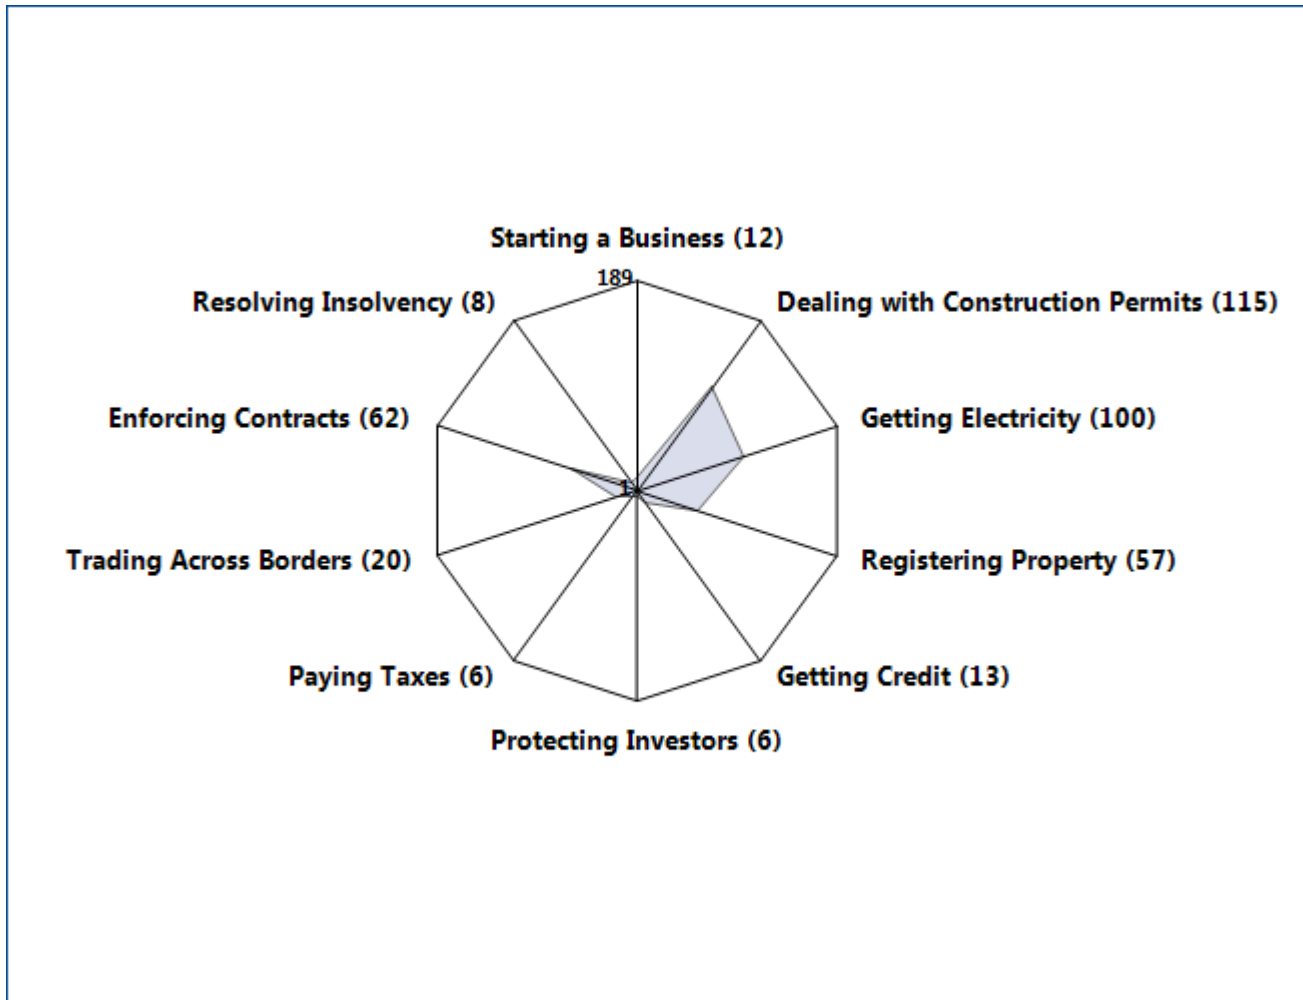 Starting a Business (12)
189
Resolving Insolvency (8)
Dealing with Construction Permits (115)
Enforcing Contracts (62)
Getting Electricity (100)
1
Trading Across Borders (20)
Registering Property (57)
Paying Taxes (6)
Getting Credit (13)
Protecting Investors (6)